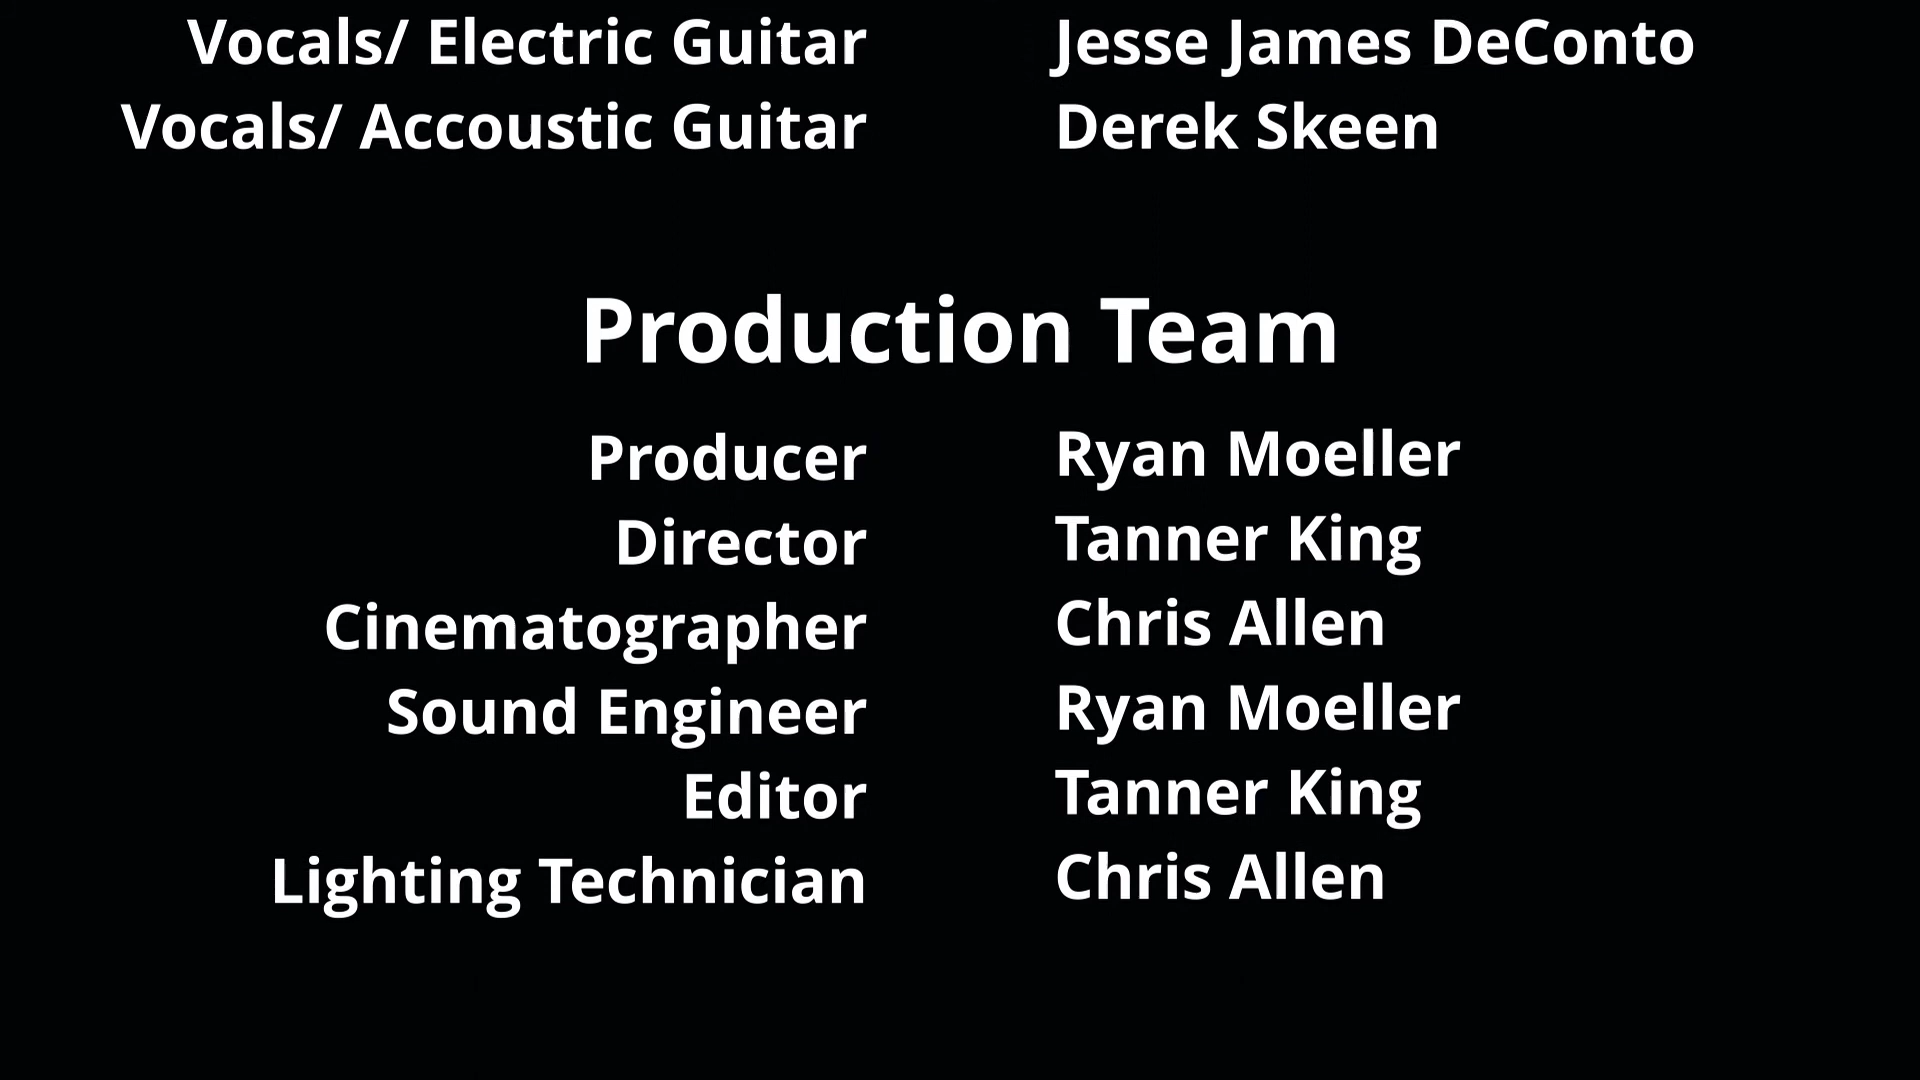 Vocals/ Electric Guitar Jesse James DeConto
Vocals/ Accoustic Guitar Derek Skeen
Production Team
Producer Ryan Moeller
Director Tanner King
Cinematographer Chris Allen
Sound Engineer Ryan Moeller
Editor Tanner King
Lighting Technician Chris Allen